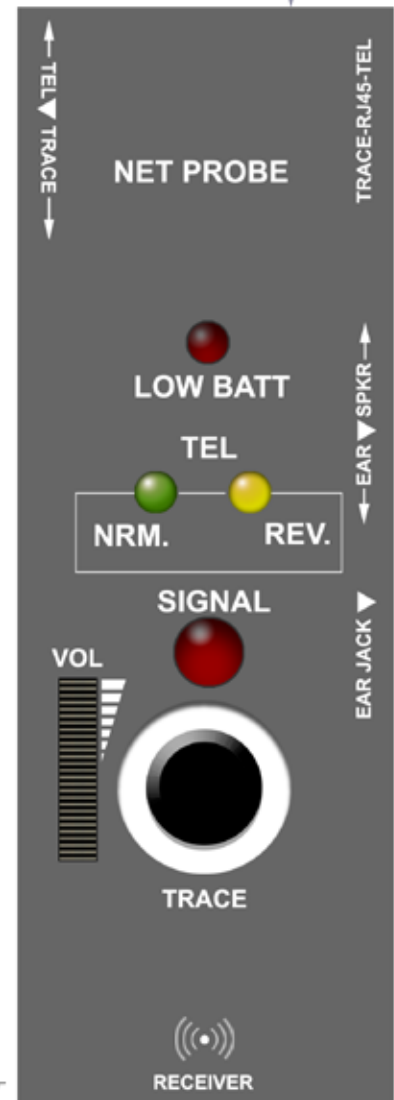 TEL▼TRACE
TRACE-RJ45-TEL
NET PROBE
LOW BATT
EAR▼SPKR
TEL
NRM.
REV.
SIGNAL
EAR JACK▼
VOL
TRACE
RECEIVER